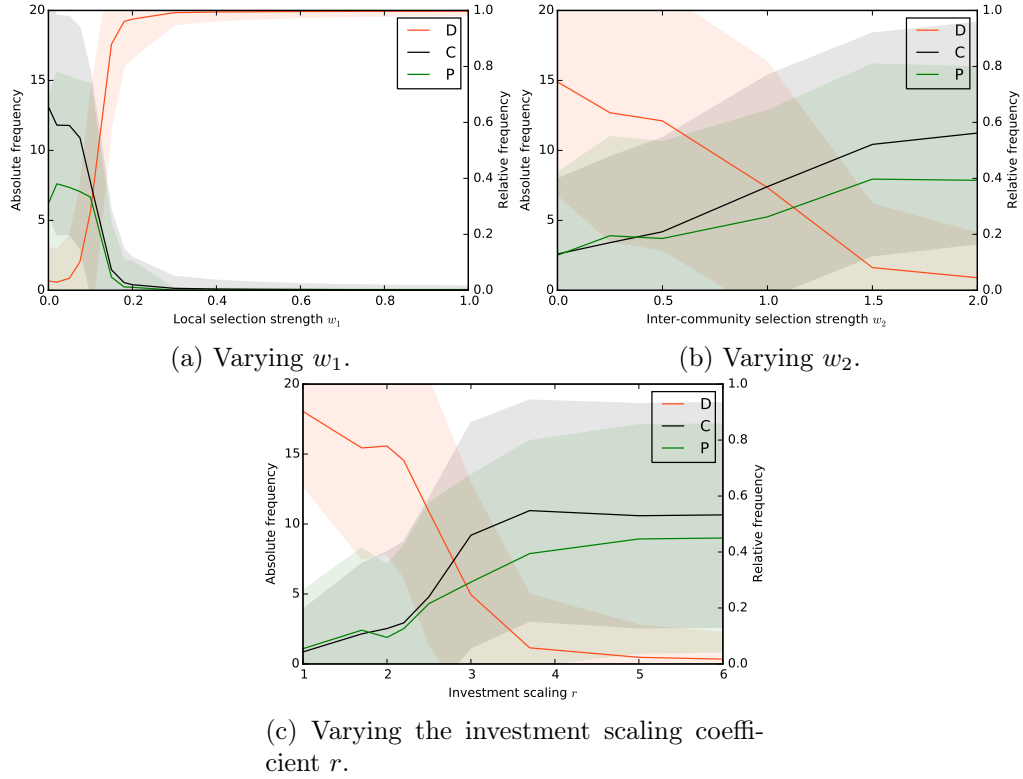 20
15
10
5
0
Absolute frequency
D
C
P
1.0
0.8
0.6
0.4
0.2
0.0
Relative frequency
0.0 0.2 0.4 0.6 0.8 1.0
Local selection strength w1
(a) Varying w1.
20
15
10
5
0
Absolute frequency
D
C
P
1.0
0.8
0.6
0.4
0.2
0.0
Relative frequency
0.0 0.5 1.0 1.5 2.0
Inter-community selection strength w2
(b) Varying w2.
20
15
10
5
0
Absolute frequency
D
C
P
1.0
0.8
0.6
0.4
0.2
0.0
Relative frequency
1 2 3 4 5 6
Investment scaling r
(c) Varying the investment scaling coeffi-
cient r.